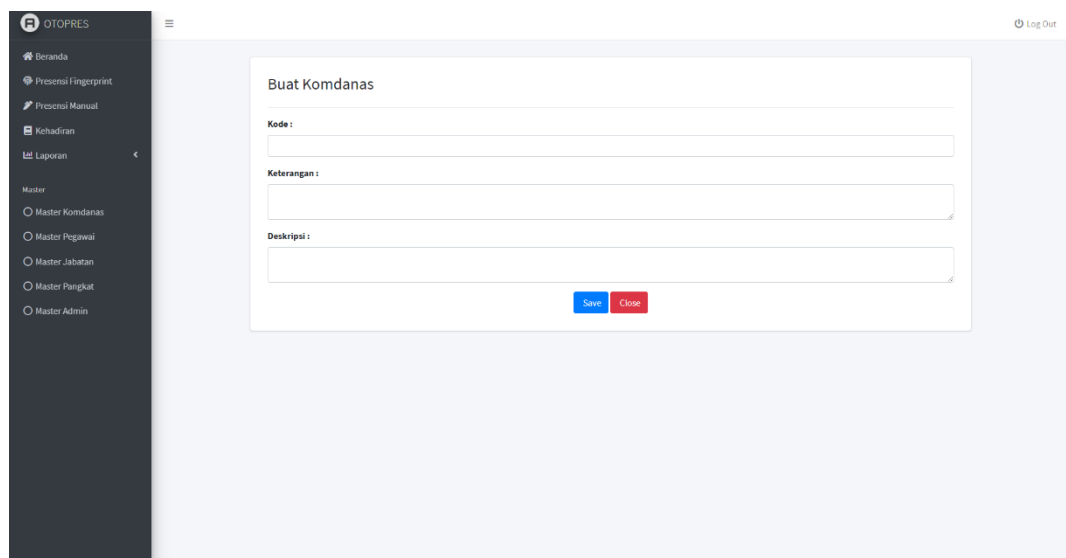 OTOPRES
Log Out
Beranda
Presensi Fingerprint
Presensi Manual
Kehadiran
Laporan
Master
Master Komdanas
Master Pegawai
Master Jabatan
Master Pangkat
Master Admin
Buat Komdanas
Kode :
Keterangan :
Deskripsi :
Save Close